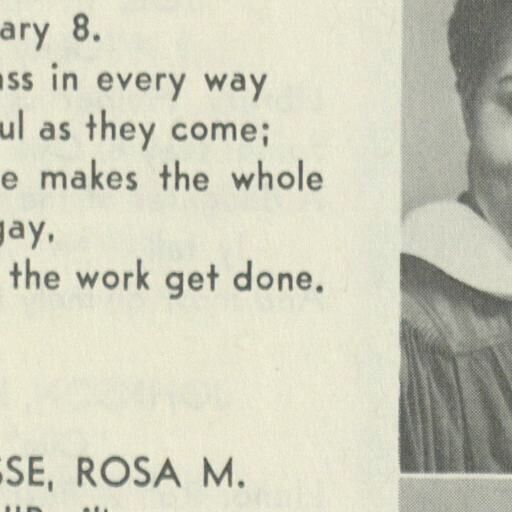 ary 8.
ass in every way
ul as they come;
e makes the whole
gay.
the work get done.
SSE, ROSA M.